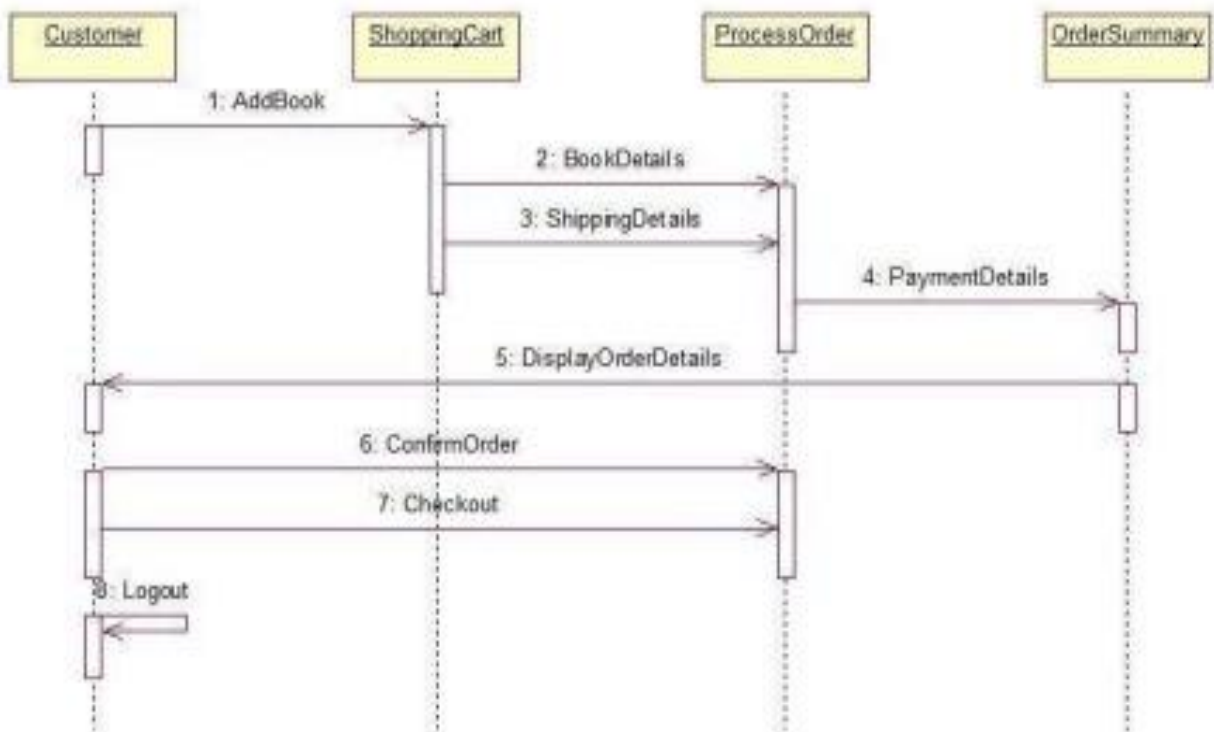 Customer
ShoppingCart
ProcessOrder
OrderSummary
1: AddBook
2: BookDetails
3: ShippingDetails
4: PaymentDetails
5: DisplayOrderDetails
6: ConfirmOrder
7: Checkout
8: Logout